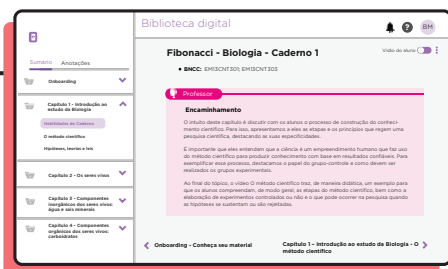 Biblioteca digital
BM
Sumário
Anotações
Onboarding
Capítulo 1 - Introdução ao
estudo da Biologia
Habilidades do Caderno
O método científico
Hipóteses, teorias e leis
Capítulo 2 - Os seres vivos
Capítulo 3 - Componentes
inorgânicos dos seres vivos:
água e sais minerais
Capítulo 4 - Componentes
orgânicos dos seres vivos:
carboidratos
Fibonacci - Biologia - Caderno 1
Visão do aluno
BNCC: EM13CNT301; EM13CNT303
Professor
Encaminhamento
O intuito deste capítulo é discutir com os alunos o processo de construção do conheci-
mento científico. Para isso, apresentamos a eles as etapas e os princípios que regem uma
pesquisa científica, destacando as suas especificidades.
É importante que eles entendam que a ciência é um empreendimento humano que faz uso
do método científico para produzir conhecimento com base em resultados confiáveis. Para
exemplificar esse processo, destacamos o papel do grupo-controle e como devem ser
realizados os grupos experimentais.
Ao final do tópico, o vídeo O método científico traz, de maneira didática, um exemplo para
que os alunos compreendam, de modo geral, as etapas do método científico, bem como a
elaboração de experimentos controlados ou não e o que pode ocorrer na pesquisa quando
as hipóteses se sustentam ou são rejeitadas.
Onboarding - Conheça seu material
Capítulo 1 – Introdução ao estudo da Biologia - O
método científico